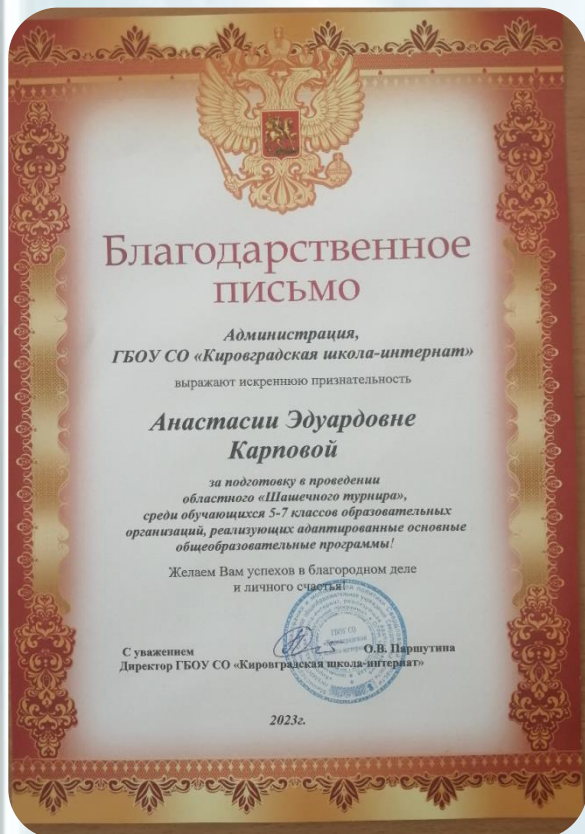 Благодарственное
письмо
Администрация,
ГБОУ СО «Кировградская школа-интернат»
выражают искреннюю признательность
Анастасии Эдуардовне
Карповой
за подготовку в проведении
областного «Шашечного турнира»,
среди обучающихся 5-7 классов образовательных
организаций, реализующих адаптированные основные
общеобразовательные программы!
Желаем Вам успехов в благородном деле
и личного счастья!
ГБОУ СО
С уважением О.В. Паршутина
Директор ГБОУ СО «Кировградская школа-интернат»
2023г.